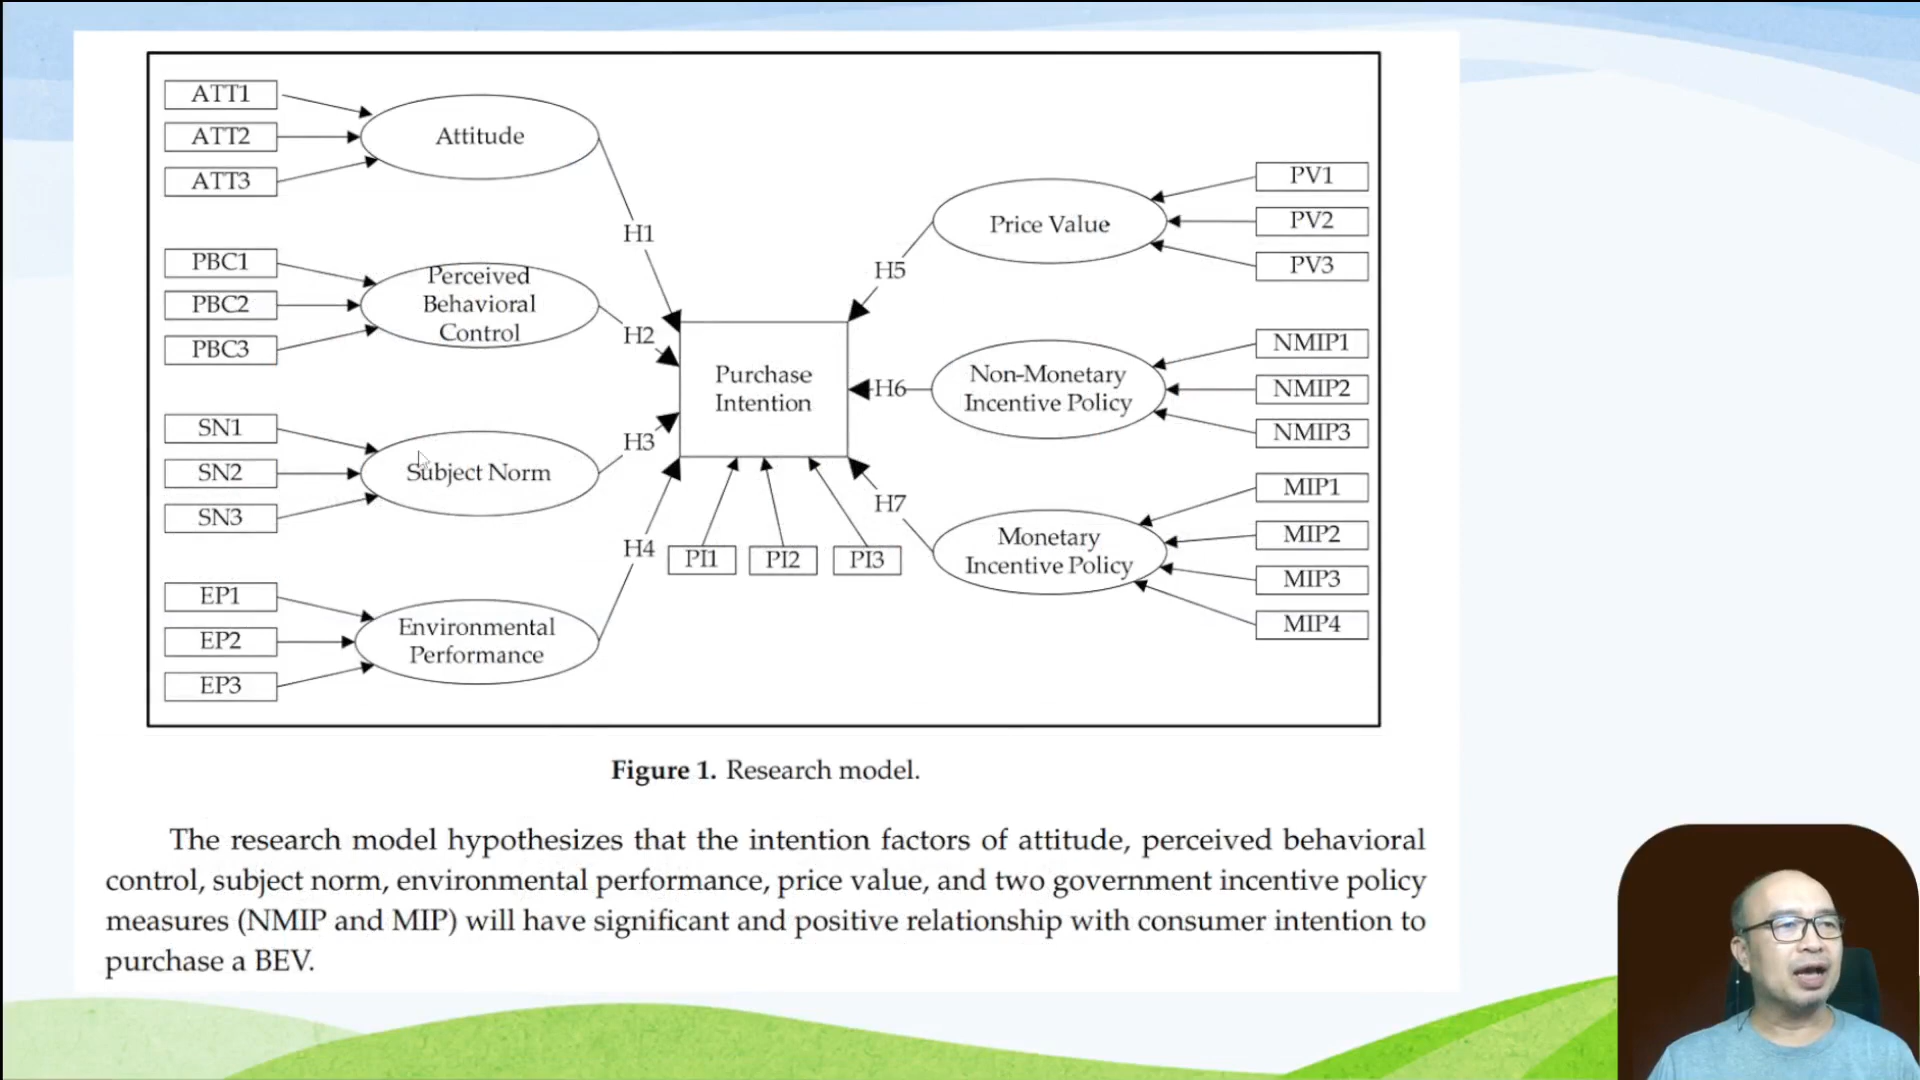 ATT1
ATT2
ATT3
Attitude
PBC1
PBC2
PBC3
Perceived
Behavioral
Control
SN1
SN2
SN3
Subject Norm
EP1
EP2
EP3
Environmental
Performance
H1
H2
H3
H4
Purchase
Intention
PI1
PI2
PI3
H5
H6
H7
Price Value
PV1
PV2
PV3
Non-Monetary
Incentive Policy
NMIP1
NMIP2
NMIP3
Monetary
Incentive Policy
MIP1
MIP2
MIP3
MIP4
Figure 1. Research model.
The research model hypothesizes that the intention factors of attitude, perceived behavioral
control, subject norm, environmental performance, price value, and two government incentive policy
measures (NMIP and MIP) will have significant and positive relationship with consumer intention to
purchase a BEV.